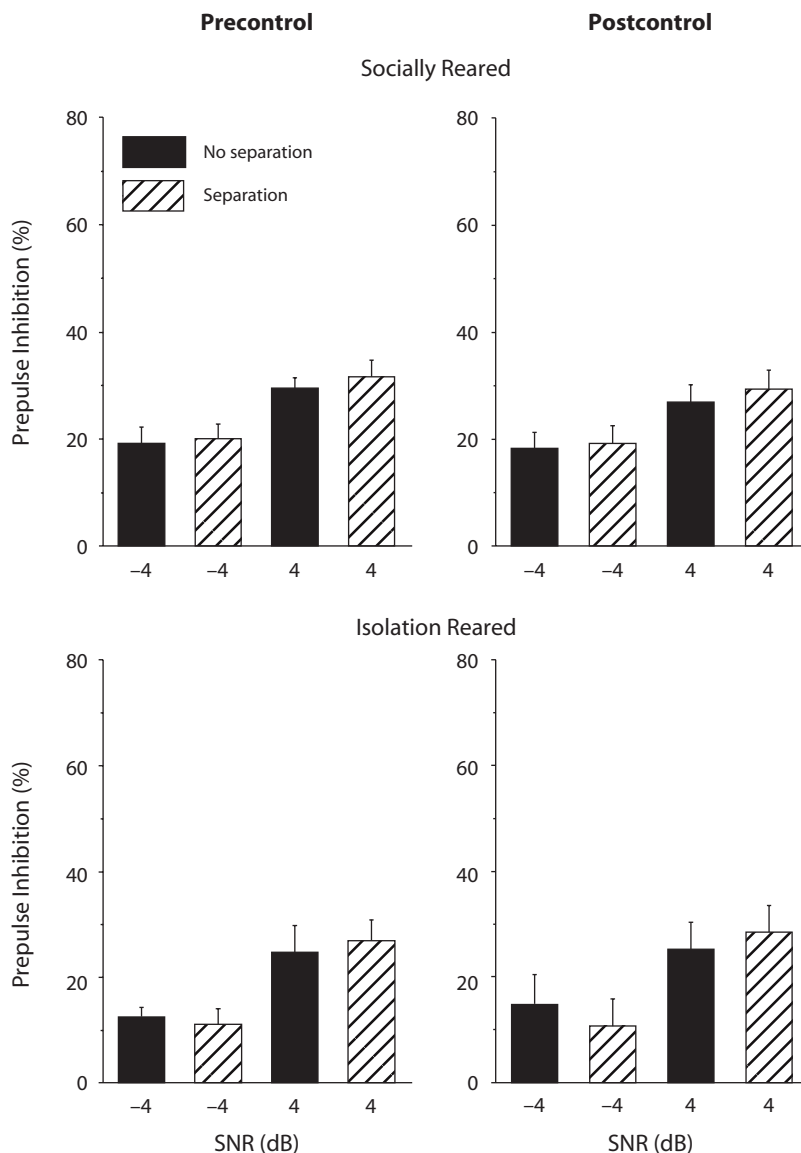 Precontrol Postcontrol
Socially Reared
80 80
No separation
Separation
60 60
40 40
20 20
0 0
Prepulse Inhibition (%)
−4 −4 4 4 −4 −4 4 4
Isolation Reared
80 80
60 60
40 40
20 20
0 0
Prepulse Inhibition (%)
−4 −4 4 4 −4 −4 4 4
SNR (dB) SNR (dB)